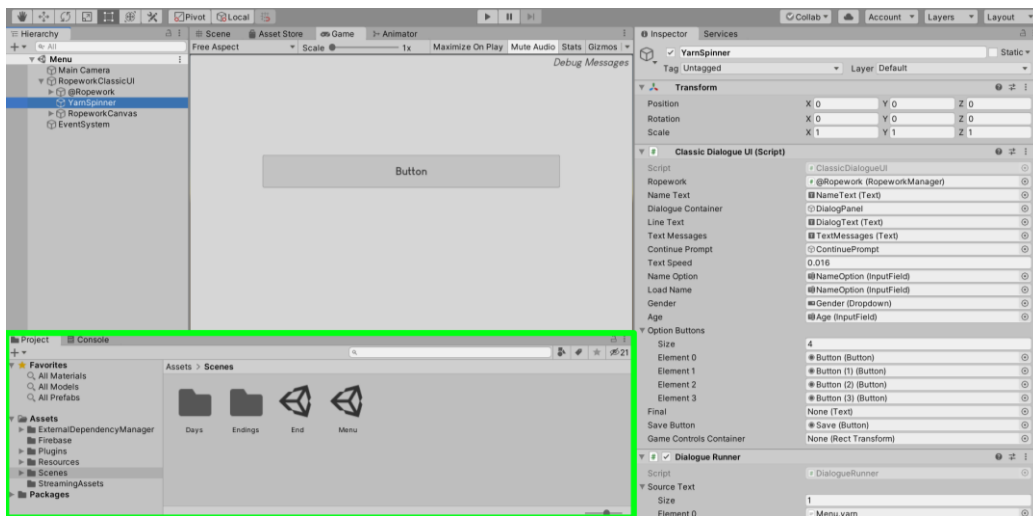 Pivot Local Collab Account Layers Layout
Hierarchy
All
Menu
Main Camera
RopeworkClassicUI
@Ropework
YarnSpinner
RopeworkCanvas
EventSystem
Scene Asset Store Game Animator
Free Aspect Scale 1x Maximize On Play Mute Audio Stats Gizmos
Debug Messages
Button
Project Console
21
Favorites
All Materials
All Models
All Prefabs
Assets
ExternalDependencyManager
Firebase
Plugins
Resources
Scenes
StreamingAssets
Packages
Assets > Scenes
Days Endings End Menu
Inspector Services
YarnSpinner Static
Tag Untagged Layer Default
Transform
Position X 0 Y 0 Z 0
Rotation X 0 Y 0 Z 0
Scale X 1 Y 1 Z 1
# Classic Dialogue UI (Script)
Script ClassicDialogueUI
Ropework @Ropework (RopeworkManager)
Name Text NameText (Text)
Dialogue Container DialogPanel
Line Text DialogText (Text)
Text Messages TextMessages (Text)
Continue Prompt ContinuePrompt
Text Speed 0.016
Name Option NameOption (InputField)
Load Name NameOption (InputField)
Gender Gender (Dropdown)
Age Age (InputField)
Option Buttons
Size 4
Element 0 Button (Button)
Element 1 Button (1) (Button)
Element 2 Button (2) (Button)
Element 3 Button (3) (Button)
Final None (Text)
Save Button Save (Button)
Game Controls Container None (Rect Transform)
# Dialogue Runner
Script DialogueRunner
Source Text
Size 1
Element 0 Menu.yarn